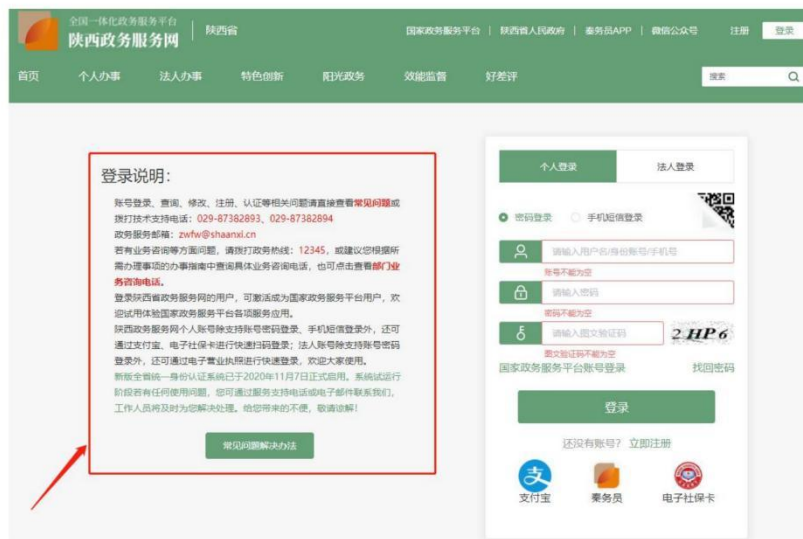 全国一体化政务服务平台
陕西政务服务网
陕西省
国家政务服务平台 | 陕西省人民政府 | 秦务员APP | 微信公众号
注册
登录
首页
个人办事
法人办事
特色创新
阳光政务
效能监督
好差评
搜索
登录说明：
账号登录、查询、修改、注册、认证等相关问题请直接查看常见问题或
拨打技术支持电话：029-87382893、029-87382894
政务服务邮箱：zwfw@shaanxi.cn
若有业务咨询等方面问题，请拨打政务热线：12345，或建议您根据所
需办理事项的办事指南中查询具体业务咨询电话，也可点击查看部门业
务咨询电话。
登录陕西省政务服务网的用户，可激活成为国家政务服务平台用户，欢
迎试用体验国家政务服务平台各项服务应用。
陕西政务服务网个人账号除支持账号密码登录、手机短信登录外，还可
通过支付宝、电子社保卡进行快速扫码登录；法人账号除支持账号密码
登录外，还可通过电子营业执照进行快速登录，欢迎大家使用。
新版全省统一身份认证系统已于2020年11月7日正式启用。系统试运行
阶段若有任何使用问题，您可通过服务支持电话或电子邮件联系我们，
工作人员将及时为您解决处理。给您带来的不便，敬请谅解！
常见问题解决办法
个人登录
法人登录
密码登录
手机短信登录
请输入用户名/身份账号/手机号
账号不能为空
请输入密码
密码不能为空
请输入图文验证码
2HP6
图文验证码不能为空
国家政务服务平台账号登录
找回密码
登录
还没有账号？ 立即注册
支付宝
秦务员
电子社保卡